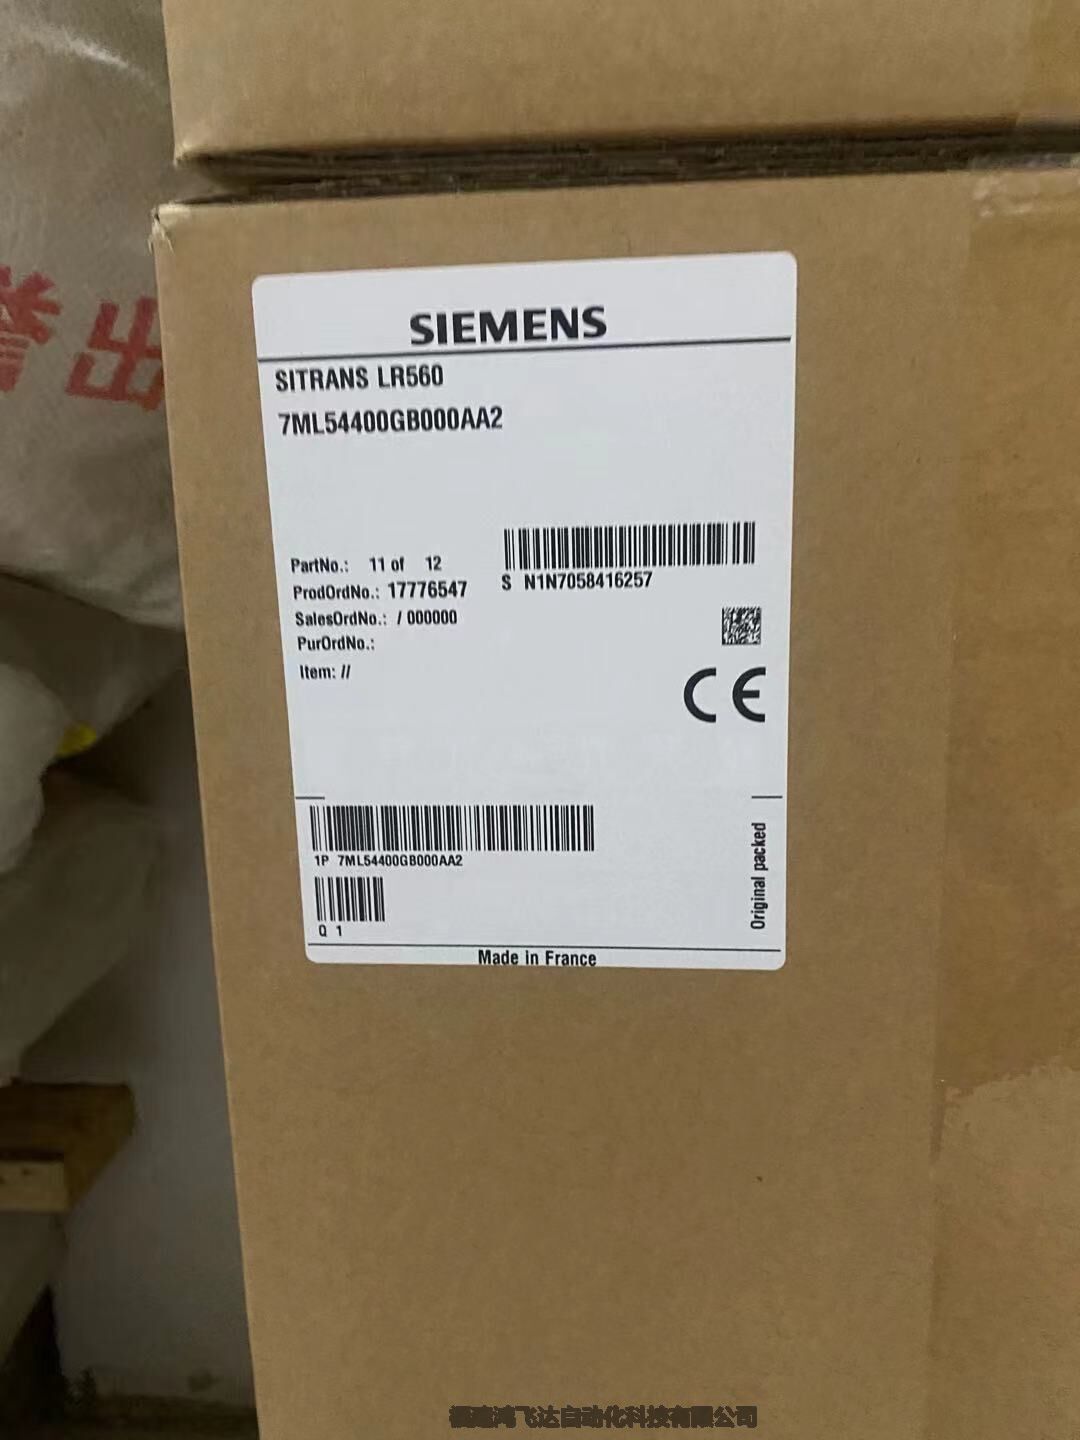 SIEMENS
SITRANS LR560
7ML54400GB000AA2
PartNo.: 11 of 12
ProdOrdNo.: 17776547
S N1N7058416257
SalesOrdNo.: / 000000
PurOrdNo.:
Item: //
CE
1P 7ML54400GB000AA2
Q 1
Original packed
Made in France
出
福建鸿飞达自动化科技有限公司